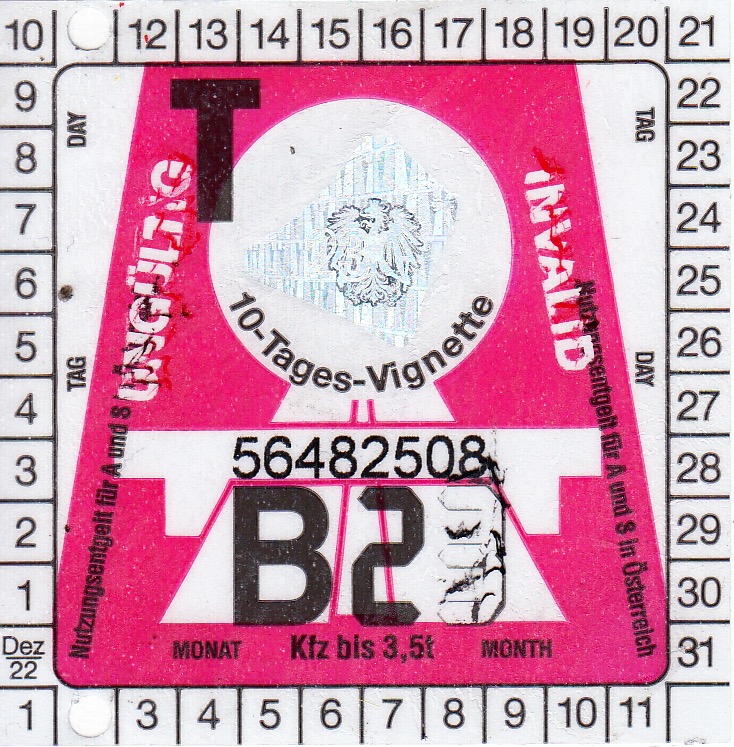 10 12 13 14 15 16 17 18 19 20 21
9 22
8 23
7 24
6 25
5 26
4 27
3 28
2 29
1 30
Dez 22 31
1 3 4 5 6 7 8 9 10 11
DAY
TAG
T
UNGÜLTIG
INVALID
10-Tages-Vignette
TAG
DAY
56482508
B2
Nutzungsentgelt für A und S
Nutzungsentgelt für A und S in Österreich
MONAT Kfz bis 3,5t MONTH